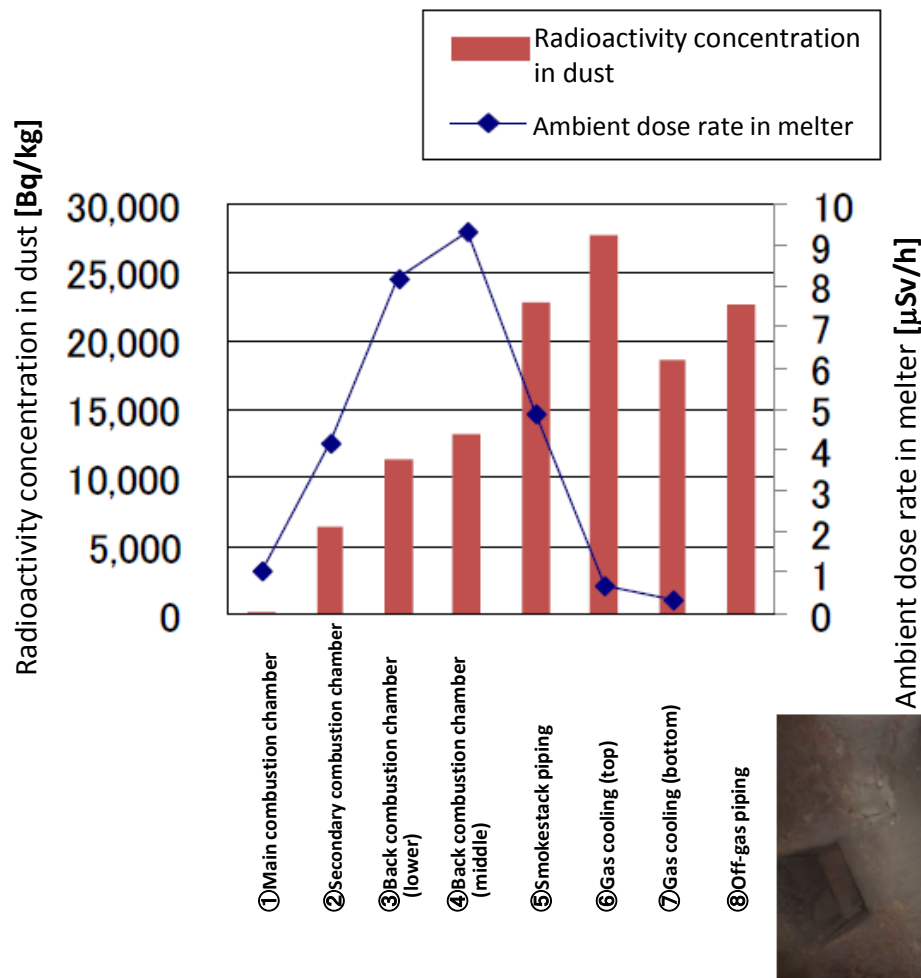 Radioactivity concentration
in dust
Ambient dose rate in melter
Radioactivity concentration in dust [Bq/kg]
30,000
25,000
20,000
15,000
10,000
5,000
0
10
9
8
7
6
5
4
3
2
1
0
Ambient dose rate in melter [μSv/h]
①Main combustion chamber
②Secondary combustion chamber
③Back combustion chamber
(lower)
④Back combustion chamber
(middle)
⑤Smokestack piping
⑥Gas cooling (top)
⑦Gas cooling (bottom)
⑧Off-gas piping